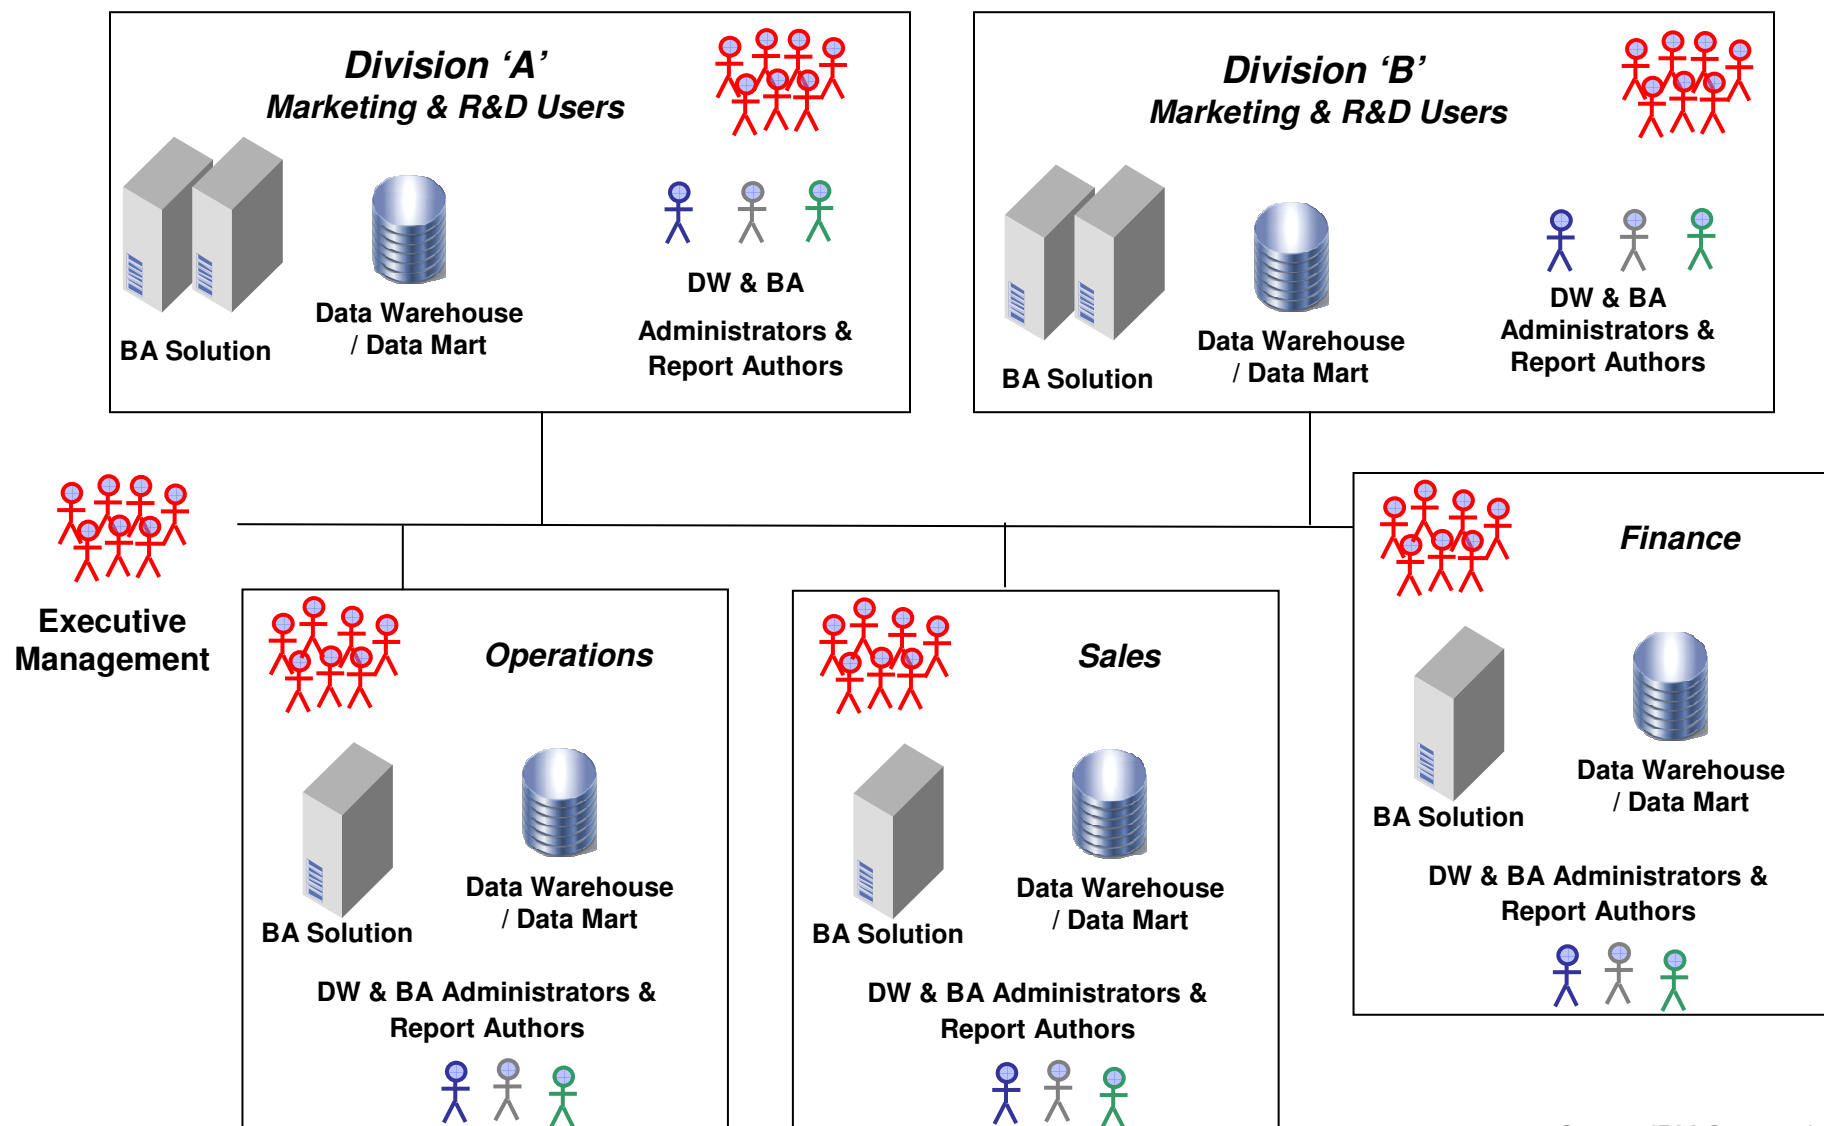 Division ‘A’
Marketing & R&D Users
BA Solution
Data Warehouse
/ Data Mart
DW & BA
Administrators &
Report Authors
Division ‘B’
Marketing & R&D Users
BA Solution
Data Warehouse
/ Data Mart
DW & BA
Administrators &
Report Authors
Executive
Management
Operations
BA Solution
Data Warehouse
/ Data Mart
DW & BA Administrators &
Report Authors
Sales
BA Solution
Data Warehouse
/ Data Mart
DW & BA Administrators &
Report Authors
Finance
BA Solution
Data Warehouse
/ Data Mart
DW & BA Administrators &
Report Authors